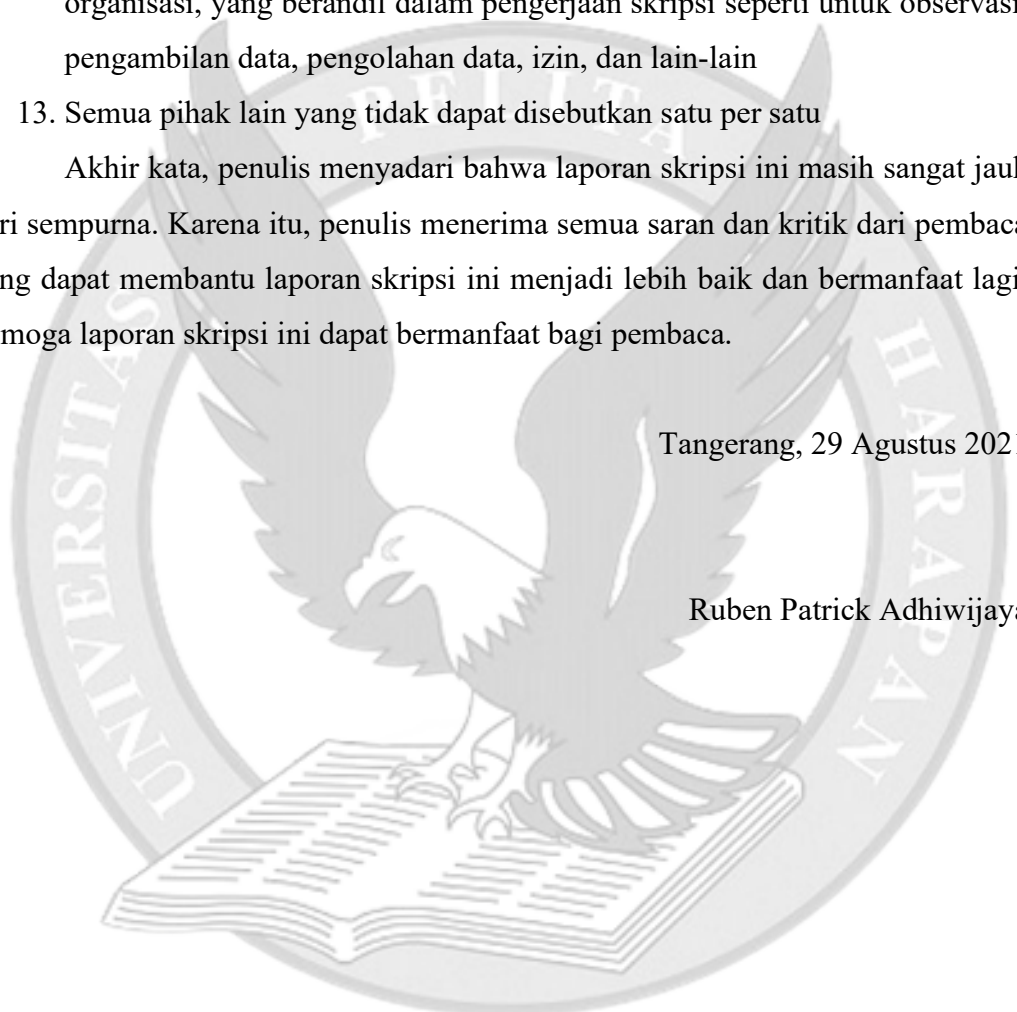 organisasi, yang berandil dalam pengerjaan skripsi seperti untuk observasi
pengambilan data, pengolahan data, izin, dan lain-lain
13. Semua pihak lain yang tidak dapat disebutkan satu per satu
Akhir kata, penulis menyadari bahwa laporan skripsi ini masih sangat jauh
ri sempurna. Karena itu, penulis menerima semua saran dan kritik dari pembaca
ng dapat membantu laporan skripsi ini menjadi lebih baik dan bermanfaat lagi
moga laporan skripsi ini dapat bermanfaat bagi pembaca.
Tangerang, 29 Agustus 2021
Ruben Patrick Adhiwijaya
UNIVERSITAS PELITA HARAPAN